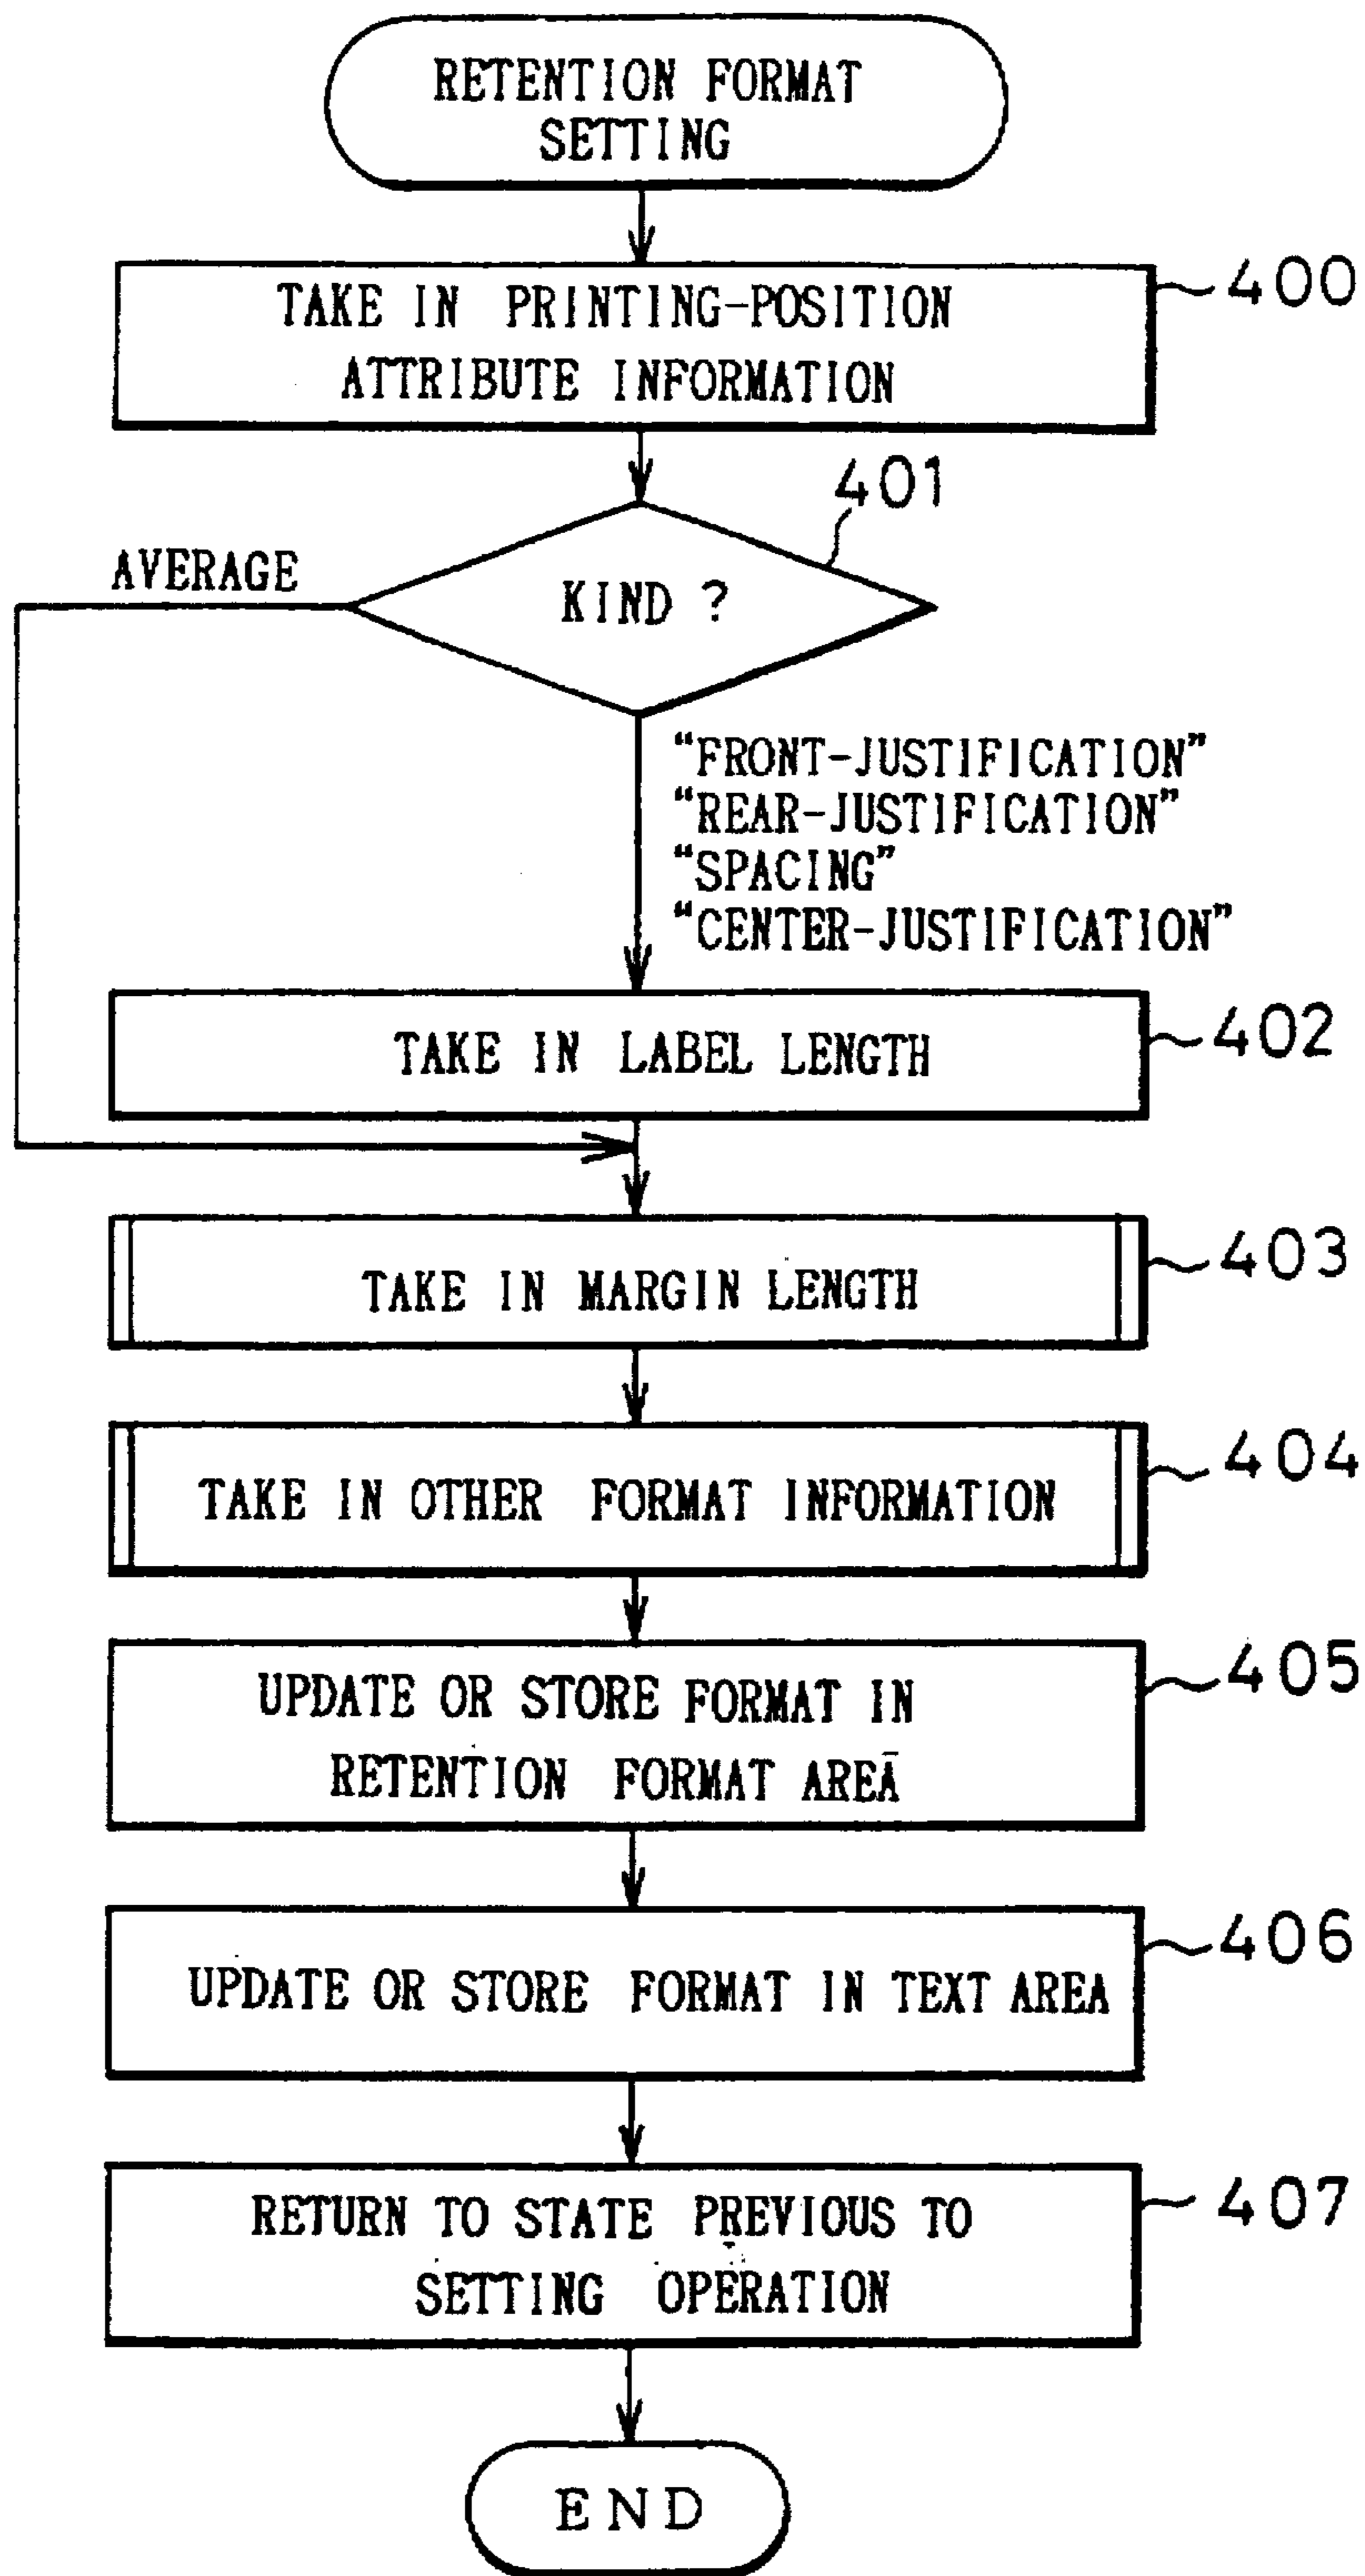 RETENTION FORMAT
SETTING
TAKE IN PRINTING-POSITION
ATTRIBUTE INFORMATION
400
401
AVERAGE
KIND ?
“FRONT-JUSTIFICATION”
“REAR-JUSTIFICATION”
“SPACING”
“CENTER-JUSTIFICATION”
TAKE IN LABEL LENGTH
402
TAKE IN MARGIN LENGTH
403
TAKE IN OTHER FORMAT INFORMATION
404
UPDATE OR STORE FORMAT IN
RETENTION FORMAT AREA
405
UPDATE OR STORE FORMAT IN TEXT AREA
406
RETURN TO STATE PREVIOUS TO
SETTING OPERATION
407
END